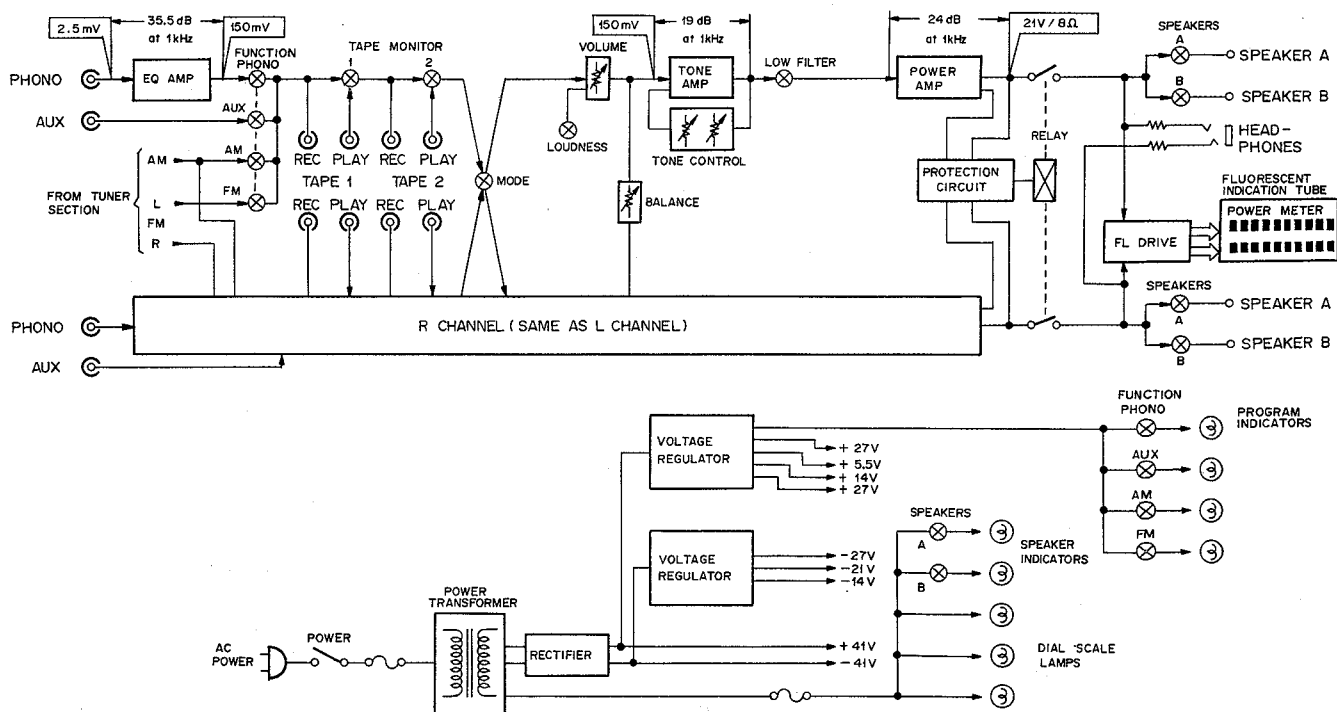 35.5 dB
at 1kHz
2.5mV
150mV
FUNCTION
PHONO
TAPE MONITOR
1
2
PHONO
EQ AMP
AUX
AUX
AM
AM
FROM TUNER
SECTION
L
FM
FM
R
REC PLAY REC PLAY
TAPE 1 TAPE 2
REC PLAY REC PLAY
MODE
VOLUME
LOUDNESS
150 mV
19 dB
at 1kHz
TONE
AMP
TONE CONTROL
BALANCE
LOW FILTER
24 dB
at 1kHz
POWER
AMP
21V / 8Ω
PROTECTION
CIRCUIT
RELAY
SPEAKERS
A
SPEAKER A
B
SPEAKER B
HEAD-
PHONES
FLUORESCENT
INDICATION TUBE
POWER METER
FL DRIVE
SPEAKERS
A
SPEAKER A
B
SPEAKER B
PHONO
R CHANNEL (SAME AS L CHANNEL)
AUX
VOLTAGE
REGULATOR
+ 27V
+ 5.5V
+ 14V
+ 27V
FUNCTION
PHONO
PROGRAM
INDICATORS
AUX
AM
FM
VOLTAGE
REGULATOR
-27V
-21V
-14V
SPEAKERS
A
B
SPEAKER
INDICATORS
POWER
TRANSFORMER
AC
POWER
POWER
RECTIFIER
+ 41V
- 41V
DIAL SCALE
LAMPS